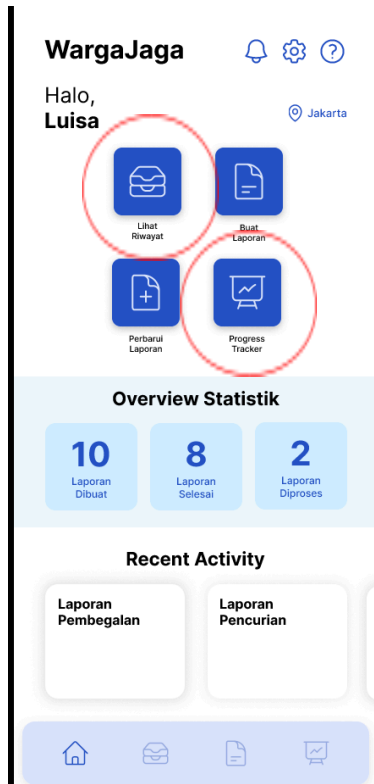 WargaJaga
Halo,
Luisa
Jakarta
Lihat
Riwayat
Buat
Laporan
Perbarui
Laporan
Progress
Tracker
Overview Statistik
10
Laporan
Dibuat
8
Laporan
Selesai
2
Laporan
Diproses
Recent Activity
Laporan
Pembegalan
Laporan
Pencurian